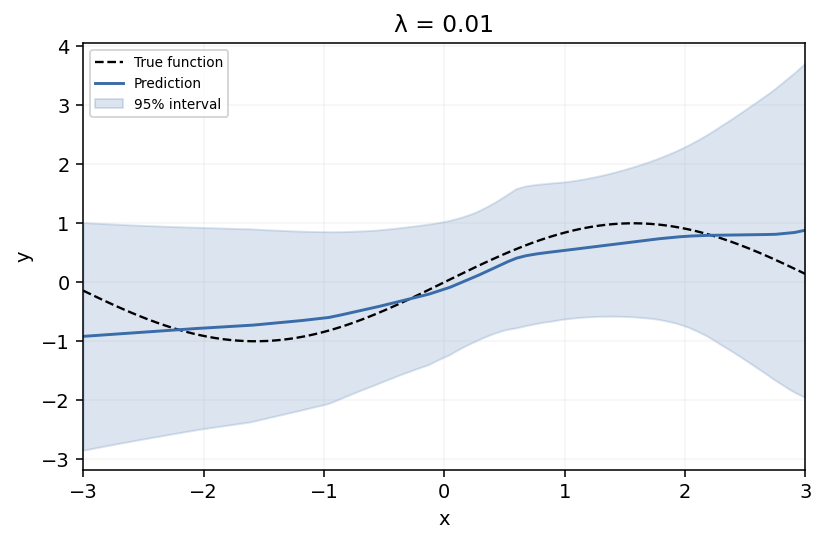 λ = 0.01
True function
Prediction
95% interval
y
4
3
2
1
0
−1
−2
−3
−3 −2 −1 0 1 2 3
x